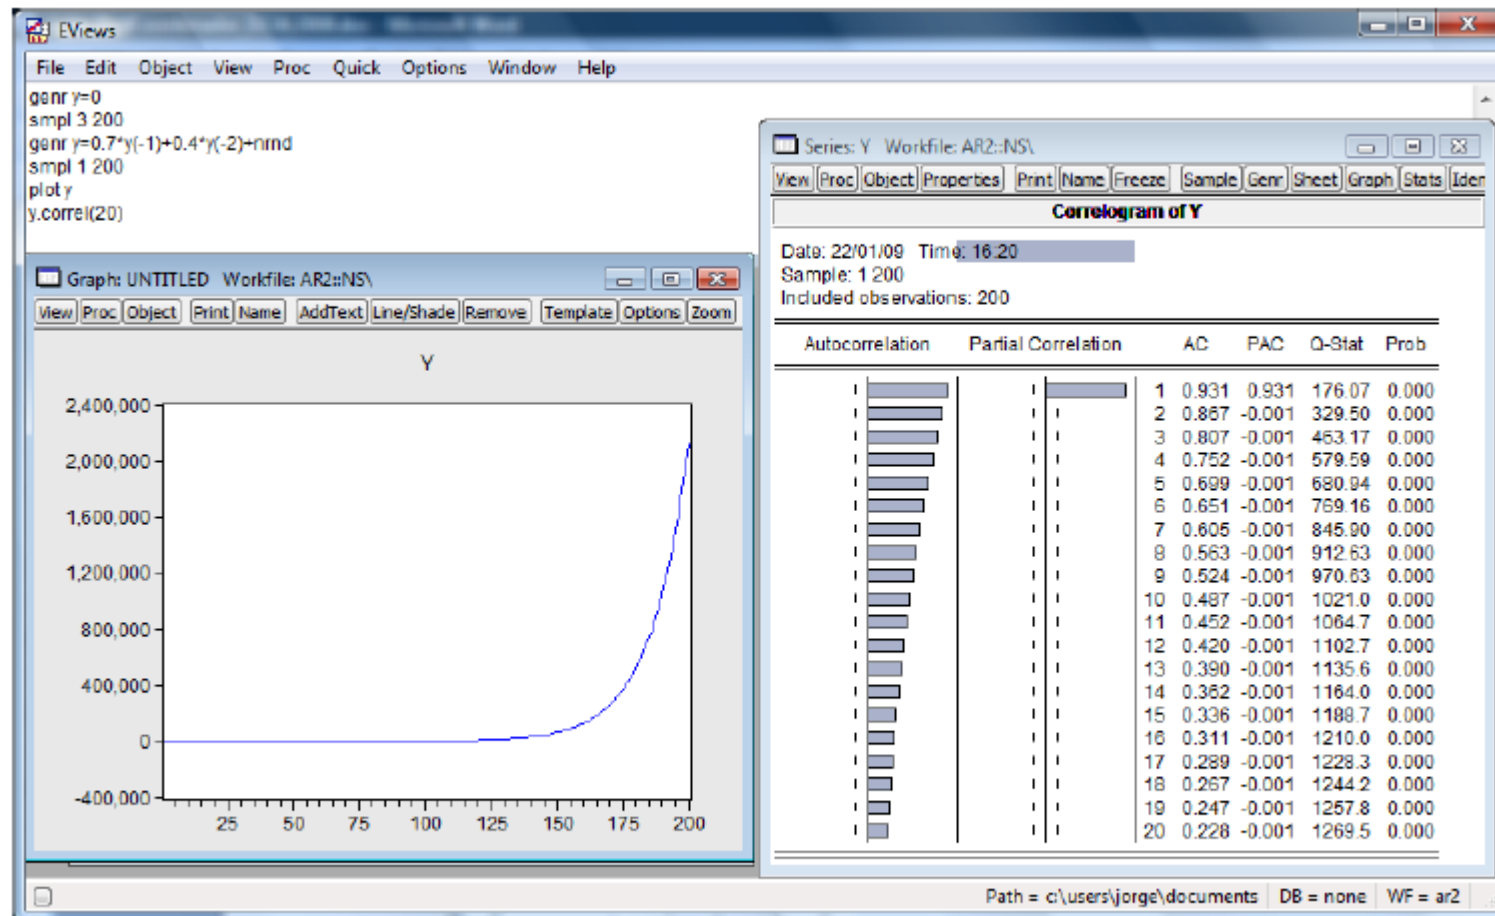 EViews
File Edit Object View Proc Quick Options Window Help
genr y=0
smpl 3 200
genr y=0.7*y(-1)+0.4*y(-2)+nrnd
smpl 1 200
plot y
y.correl(20)
Graph: UNTITLED Workfile: AR2::NS\
View Proc Object Print Name AddText Line/Shade Remove Template Options Zoom
Y
2,400,000
2,000,000
1,600,000
1,200,000
800,000
400,000
0
-400,000
25 50 75 100 125 150 175 200
Series: Y Workfile: AR2::NS\
View Proc Object Properties Print Name Freeze Sample Genr Sheet Graph Stats Iden
Correlogram of Y
Date: 22/01/09 Time: 16:20
Sample: 1 200
Included observations: 200
Autocorrelation Partial Correlation AC PAC Q-Stat Prob
1 0.931 0.931 176.07 0.000
2 0.867 -0.001 329.50 0.000
3 0.807 -0.001 463.17 0.000
4 0.752 -0.001 579.59 0.000
5 0.699 -0.001 680.94 0.000
6 0.651 -0.001 769.16 0.000
7 0.605 -0.001 845.90 0.000
8 0.563 -0.001 912.63 0.000
9 0.524 -0.001 970.63 0.000
10 0.487 -0.001 1021.0 0.000
11 0.452 -0.001 1064.7 0.000
12 0.420 -0.001 1102.7 0.000
13 0.390 -0.001 1135.6 0.000
14 0.362 -0.001 1164.0 0.000
15 0.336 -0.001 1188.7 0.000
16 0.311 -0.001 1210.0 0.000
17 0.289 -0.001 1228.3 0.000
18 0.267 -0.001 1244.2 0.000
19 0.247 -0.001 1257.8 0.000
20 0.228 -0.001 1269.5 0.000
Path = c:\users\jorge\documents DB = none WF = ar2